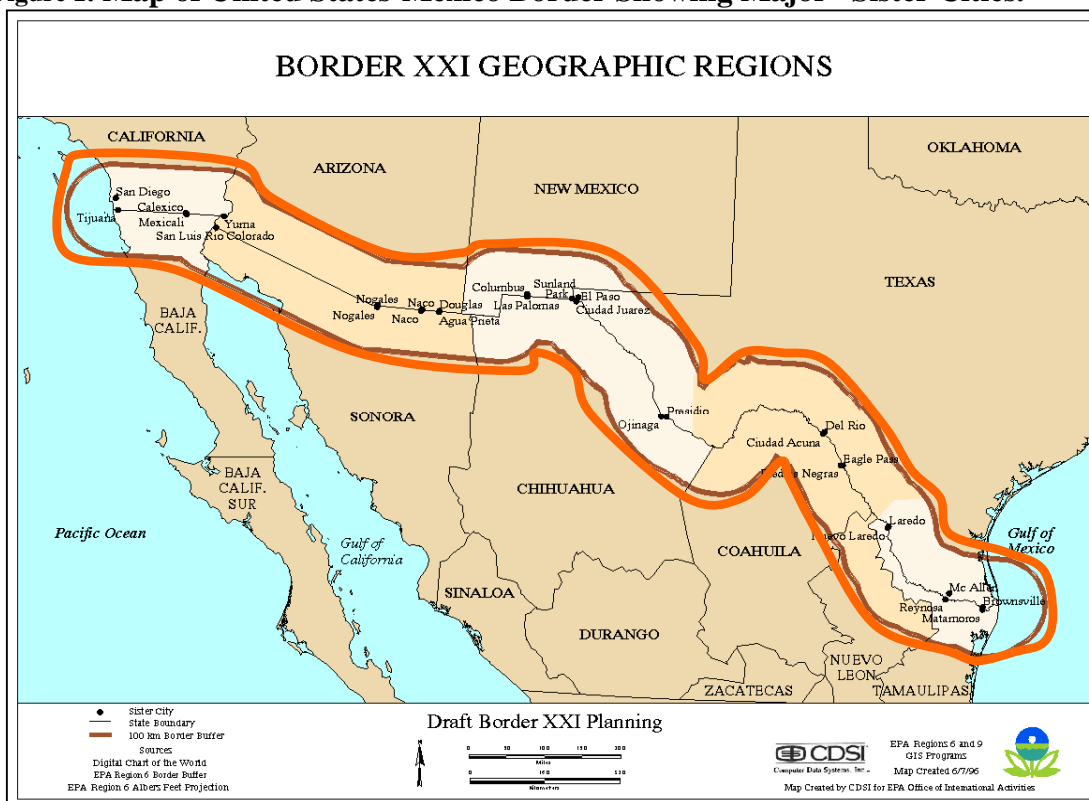 Map of United States-Mexico Border Showing Major "Sister Cities."
BORDER XXI GEOGRAPHIC REGIONS
CALIFORNIA
ARIZONA
NEW MEXICO
OKLAHOMA
TEXAS
San Diego
Tijuana
Calexico
Mexicali
Yuma
San Luis Rio Colorado
Nogales
Nogales
Naco
Naco
Douglas
Agua Prieta
Columbus
Las Palomas
Sunland
Park
El Paso
Ciudad Juarez
BAJA
CALIF.
SONORA
Presidio
Ojinaga
Del Rio
Ciudad Acuna
Eagle Pass
Negras
CHIHUAHUA
BAJA
CALIF.
SUR
Pacific Ocean
Gulf of
California
COAHUILA
Laredo
Laredo
Gulf of
Mexico
SINALOA
DURANGO
Brownsville
Reynosa
Matamoros
NUEVO
LEON
TAMAULIPAS
ZACATECAS
Sister City
State Boundary
100 km Border Buffer
Sources
Digital Chart of the World
EPA Region 6 Border Buffer
EPA Region 6 Albers Feet Projection
Draft Border XXI Planning
0 50 100 200 300
Miles
Kilometers
CDSI
Computer Data Systems, Inc.
EPA Regions 6 and 9
GIS Programs
Map Created 6/7/96
Map Created by CDSI for EPA Office of International Activities